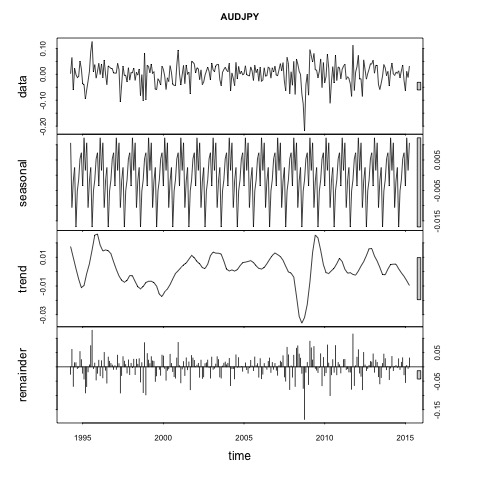 AUDJPY
data
-0.20 -0.10 0.00 0.10
seasonal
-0.015 -0.005 0.005
trend
-0.03 -0.01 0.01
remainder
-0.15 -0.05 0.05
1995 2000 2005 2010 2015
time